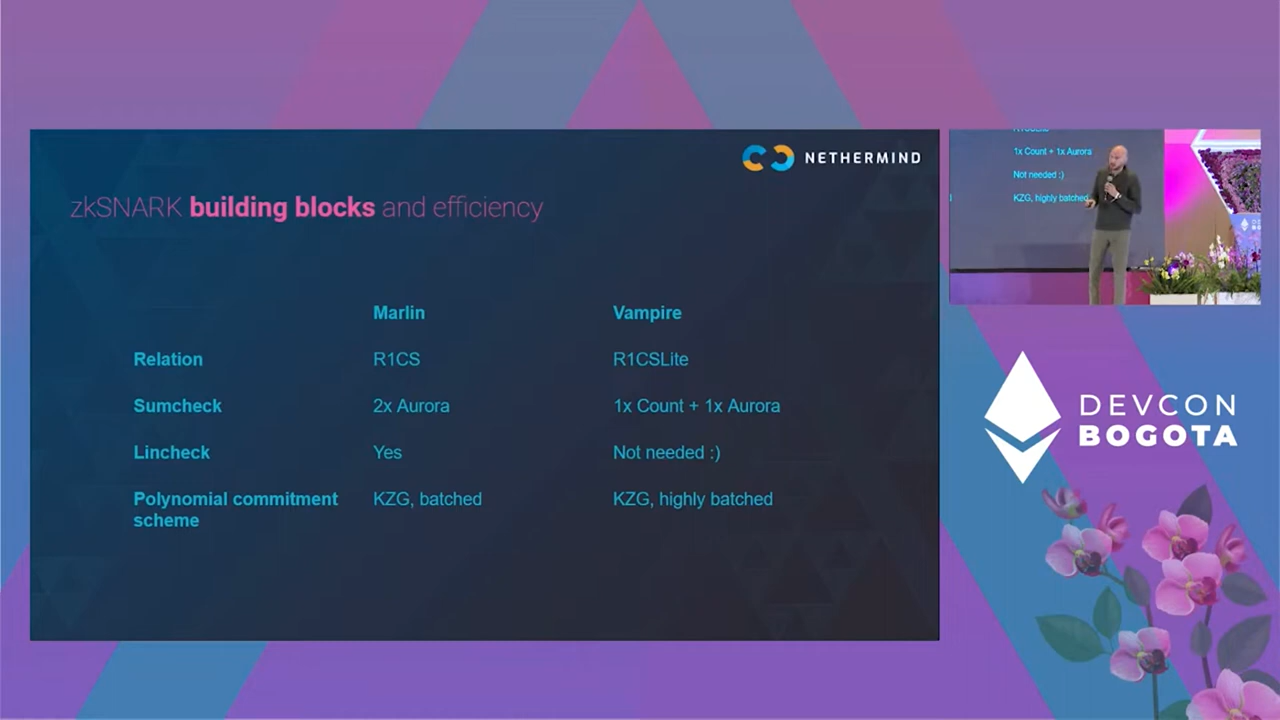 NETHERMIND
zkSNARK building blocks and efficiency
Marlin Vampire
Relation R1CS R1CSLite
Sumcheck 2x Aurora 1x Count + 1x Aurora
Lincheck Yes Not needed :)
Polynomial commitment scheme KZG, batched KZG, highly batched
1x Count + 1x Aurora
Not needed :)
KZG, highly batched
DEVCON
BOGOTA